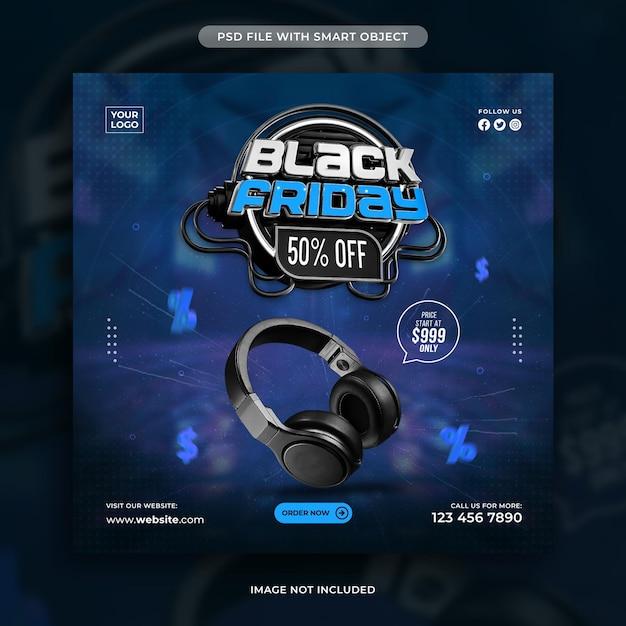 PSD FILE WITH SMART OBJECT
YOUR
LOGO
FOLLOW US
BLACK
FRIDAY
50% OFF
PRICE
START AT
$999
ONLY
VISIT OUR WEBSITE:
www.website.com
ORDER NOW
CALL US FOR MORE:
123 456 7890
IMAGE NOT INCLUDED